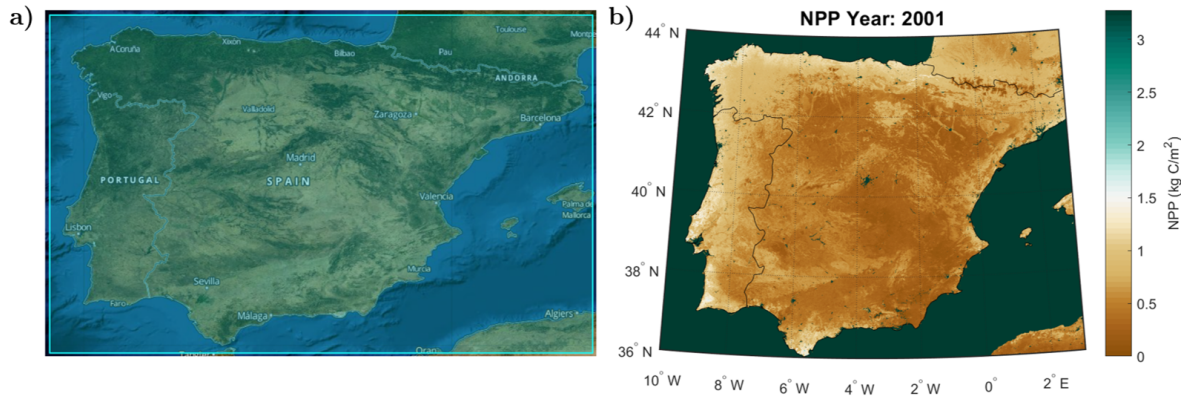 a)
Toulouse
A Coruña
Xixón
Bilbao
Pau
ANDORRA
Vigo
Valladolid
Zaragoza
Barcelona
Madrid
PORTUGAL
SPAIN
Valencia
Palma de
Mallorca
Lisbon
Murcia
Sevilla
Faro
Málaga
Algiers
b)
NPP Year: 2001
44° N
42° N
40° N
38° N
36° N
10° W
8° W
6° W
4° W
2° W
0°
2° E
3
2.5
2
1.5
1
0.5
0
NPP (kg C/m²)